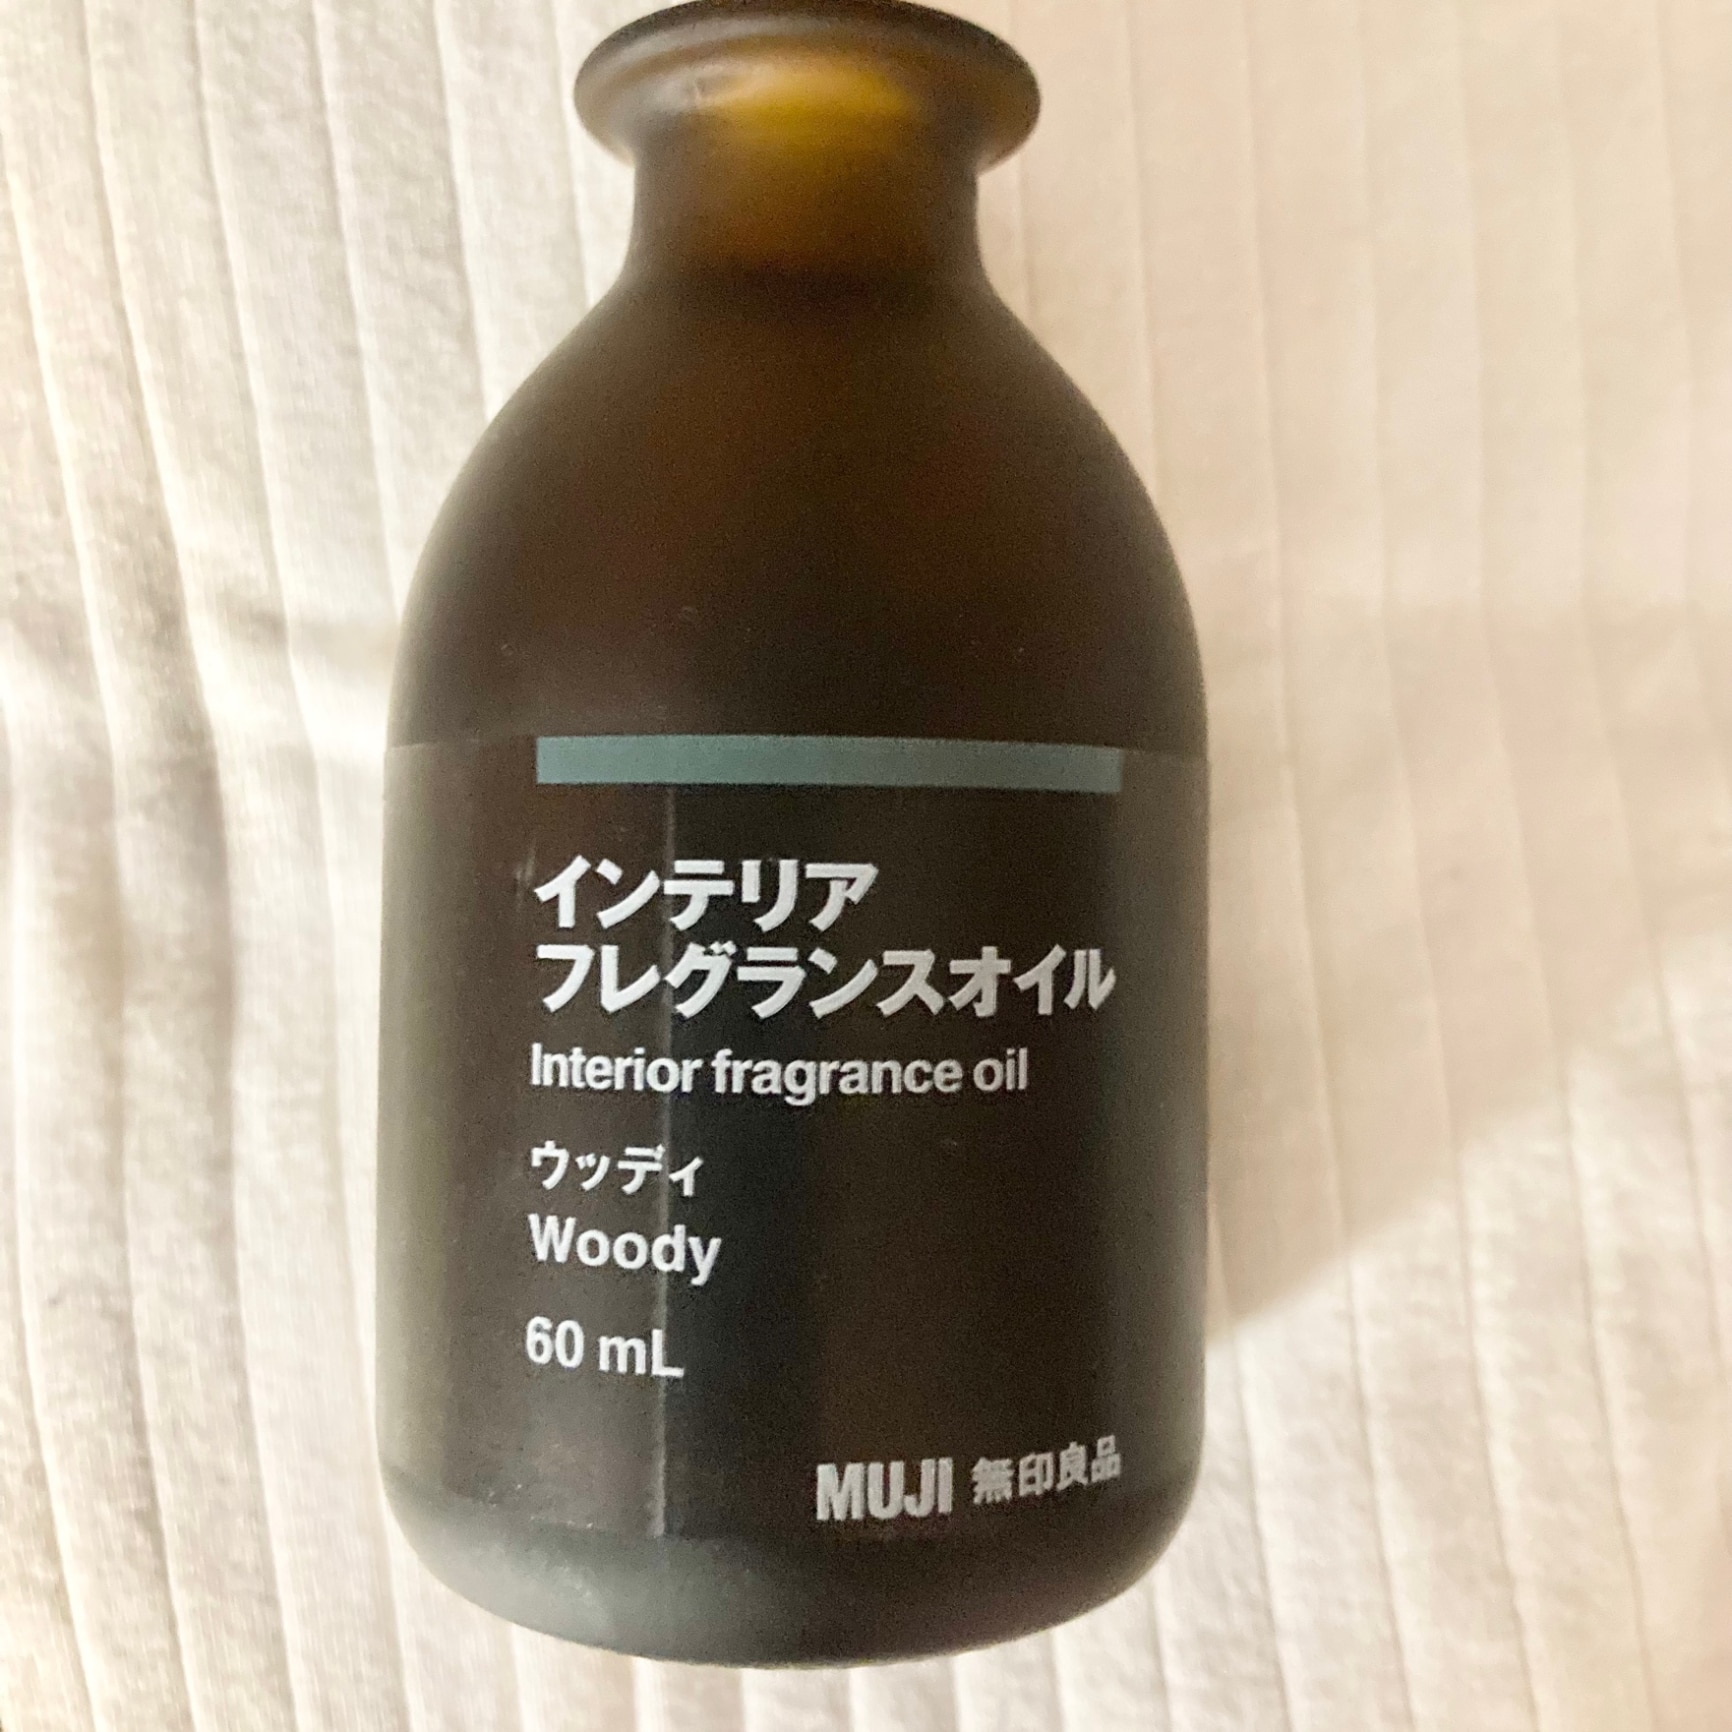 インテリア
フレグランスオイル
Interior fragrance oil
ウッディ
Woody
60 mL
MUJI 無印良品